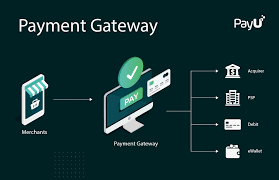 Payment Gateway
PayU
PAY
Merchants
Payment Gateway
Acquirer
PSP
Debit
eWallet